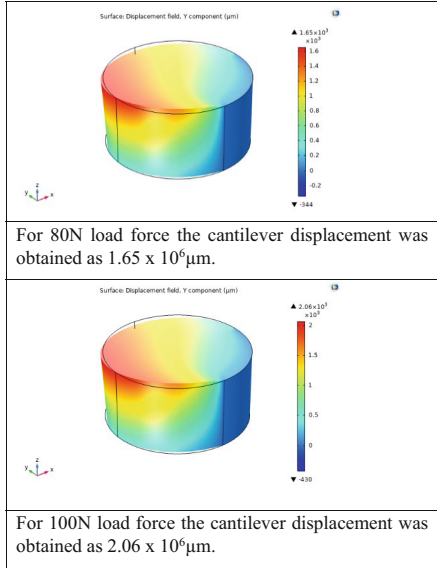 Surface: Displacement field, Y component (µm)
▲ 1.65×10³
×10³
1.6
1.4
1.2
1
0.8
0.6
0.4
0.2
0
-0.2
▼ -344
z
y
x
For 80N load force the cantilever displacement was
obtained as 1.65 x 10⁶µm.
Surface: Displacement field, Y component (µm)
▲ 2.06×10³
×10³
2
1.5
1
0.5
0
▼ -430
z
y
x
For 100N load force the cantilever displacement was
obtained as 2.06 x 10⁶µm.